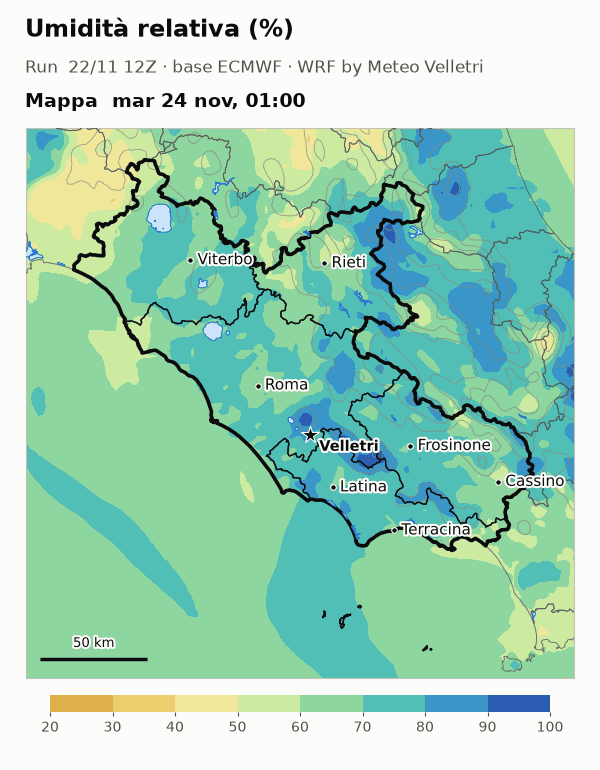 Umidità relativa (%)
Run  22/11 12Z · base ECMWF · WRF by Meteo Velletri
Mappa  mar 24 nov, 01:00
Viterbo
Rieti
Roma
Velletri
Frosinone
Cassino
Latina
Terracina
50 km
20 30 40 50 60 70 80 90 100